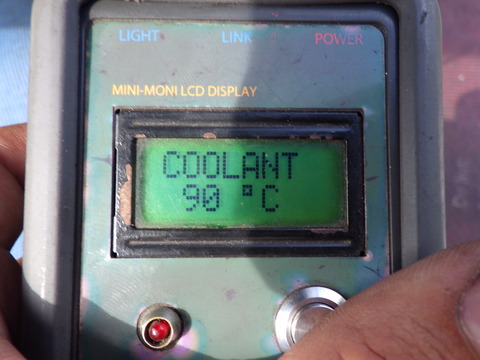 LIGHT LINK POWER
MINI-MONI LCD DISPLAY
COOLANT
90 °C